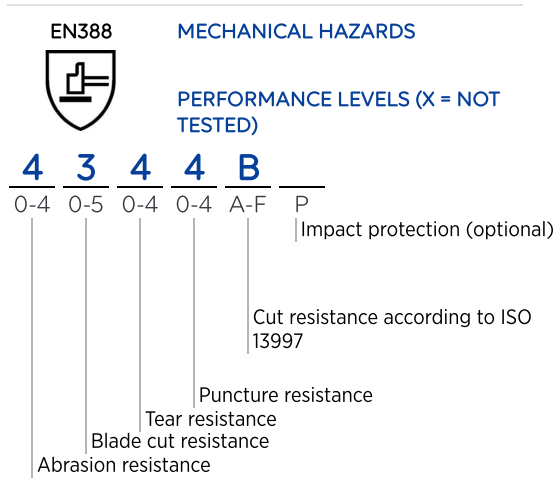 EN388
MECHANICAL HAZARDS
PERFORMANCE LEVELS (X = NOT
TESTED)
4 3 4 4 B
0-4 0-5 0-4 0-4 A-F P
Impact protection (optional)
Cut resistance according to ISO
13997
Puncture resistance
Tear resistance
Blade cut resistance
Abrasion resistance